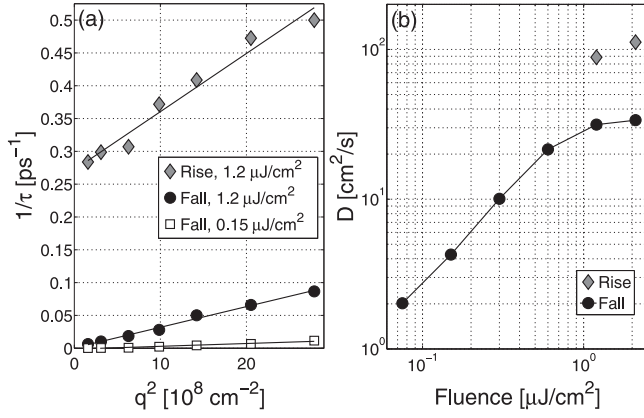 (a)
1/τ [ps⁻¹]
0.5
0.45
0.4
0.35
0.3
0.25
0.2
0.15
0.1
0.05
0
Rise, 1.2 μJ/cm²
Fall, 1.2 μJ/cm²
Fall, 0.15 μJ/cm²
0 10 20
q² [10⁸ cm⁻²]
(b)
D [cm²/s]
10²
10¹
10⁰
Rise
Fall
10⁻¹ 10⁰
Fluence [μJ/cm²]